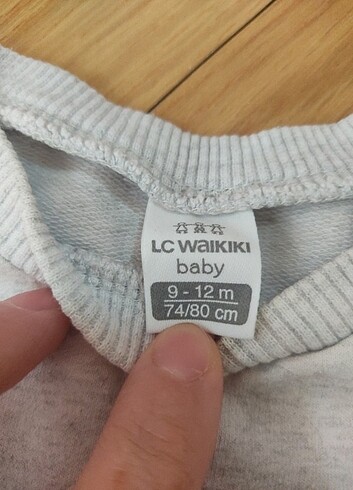 LC WAIKIKI
baby
9 - 12 m
74/80 cm